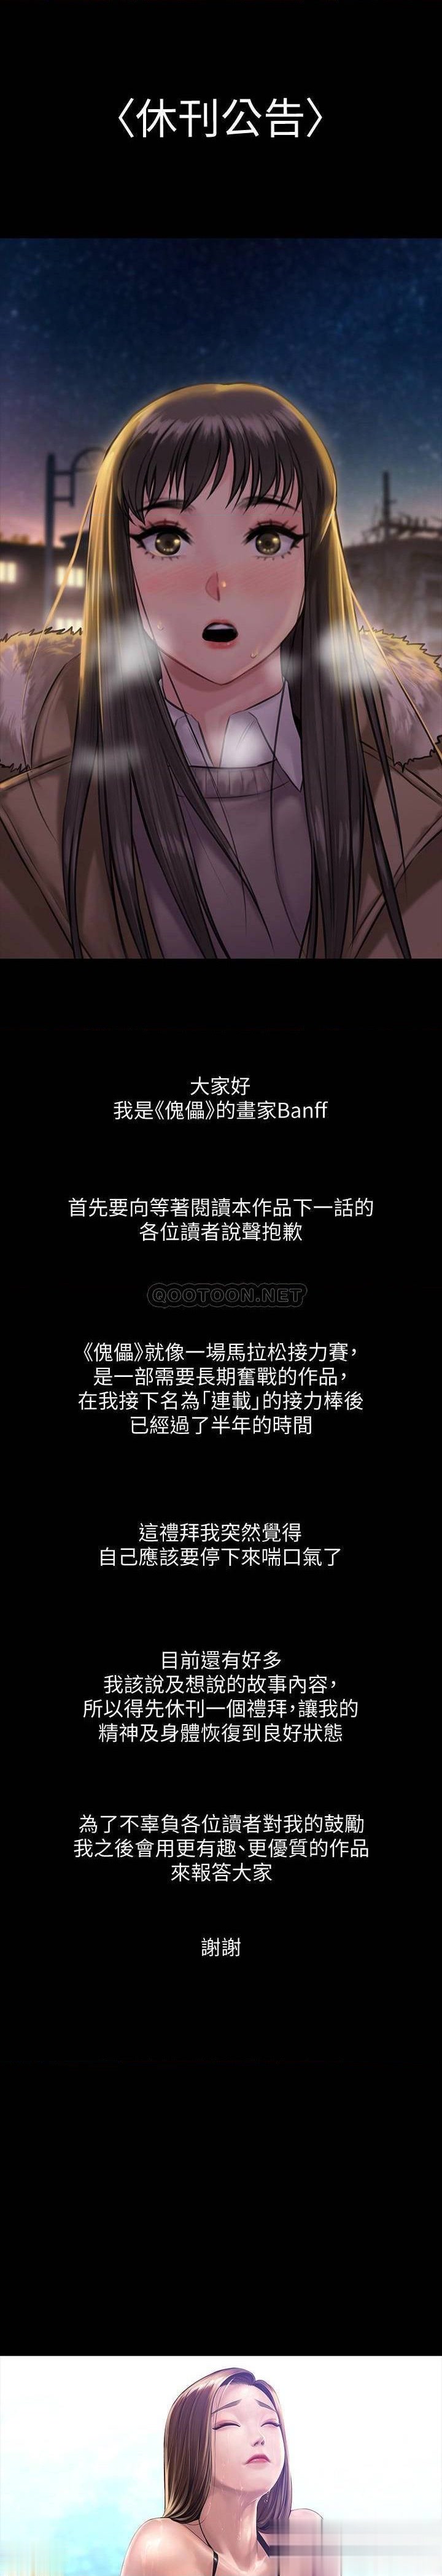 〈休刊公告〉
大家好
我是《傀儡》的畫家Banff
首先要向等著閱讀本作品下一話的
各位讀者說聲抱歉
QOOTOON.NET
《傀儡》就像一場馬拉松接力賽,
是一部需要長期奮戰的作品,
在我接下名為「連載」的接力棒後
已經過了半年的時間
這禮拜我突然覺得
自己應該要停下來喘口氣了
目前還有好多
我該說及想說的故事內容,
所以得先休刊一個禮拜,讓我的
精神及身體恢復到良好狀態
為了不辜負各位讀者對我的鼓勵
我之後會用更有趣、更優質的作品
來報答大家
謝謝